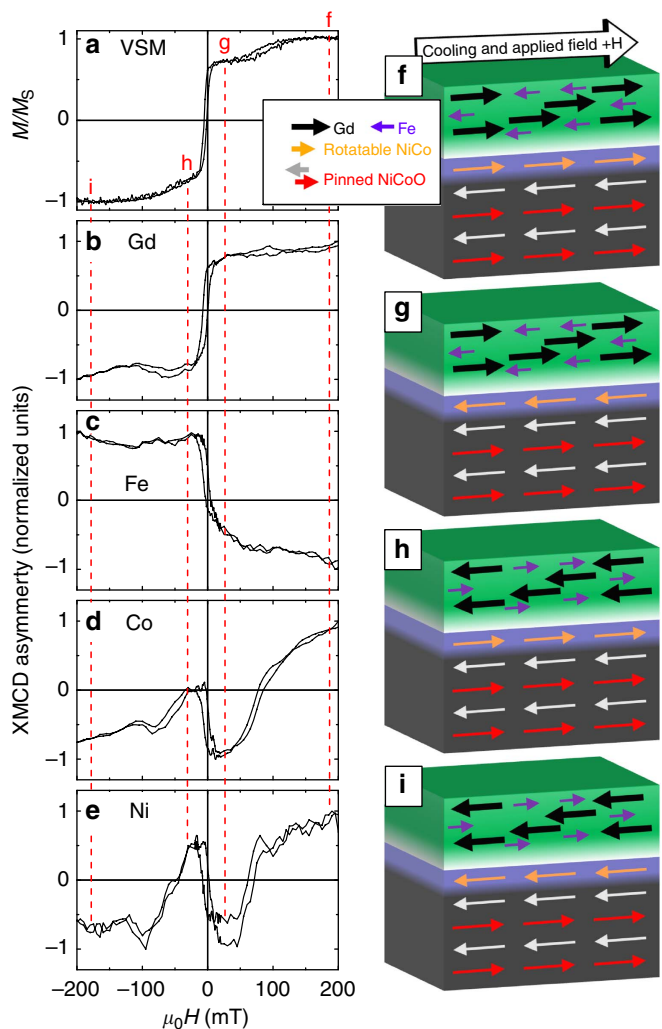 f
g
a VSM
1
0
−1
M/MS
h
i
b Gd
1
0
−1
c
1
0
−1
Fe
d Co
1
0
−1
e Ni
1
0
−1
XMCD asymmerty (normalized units)
−200 −100 0 100 200
μ0H (mT)
Gd Fe
Rotatable NiCo
Pinned NiCoO
Cooling and applied field +H
f
g
h
i